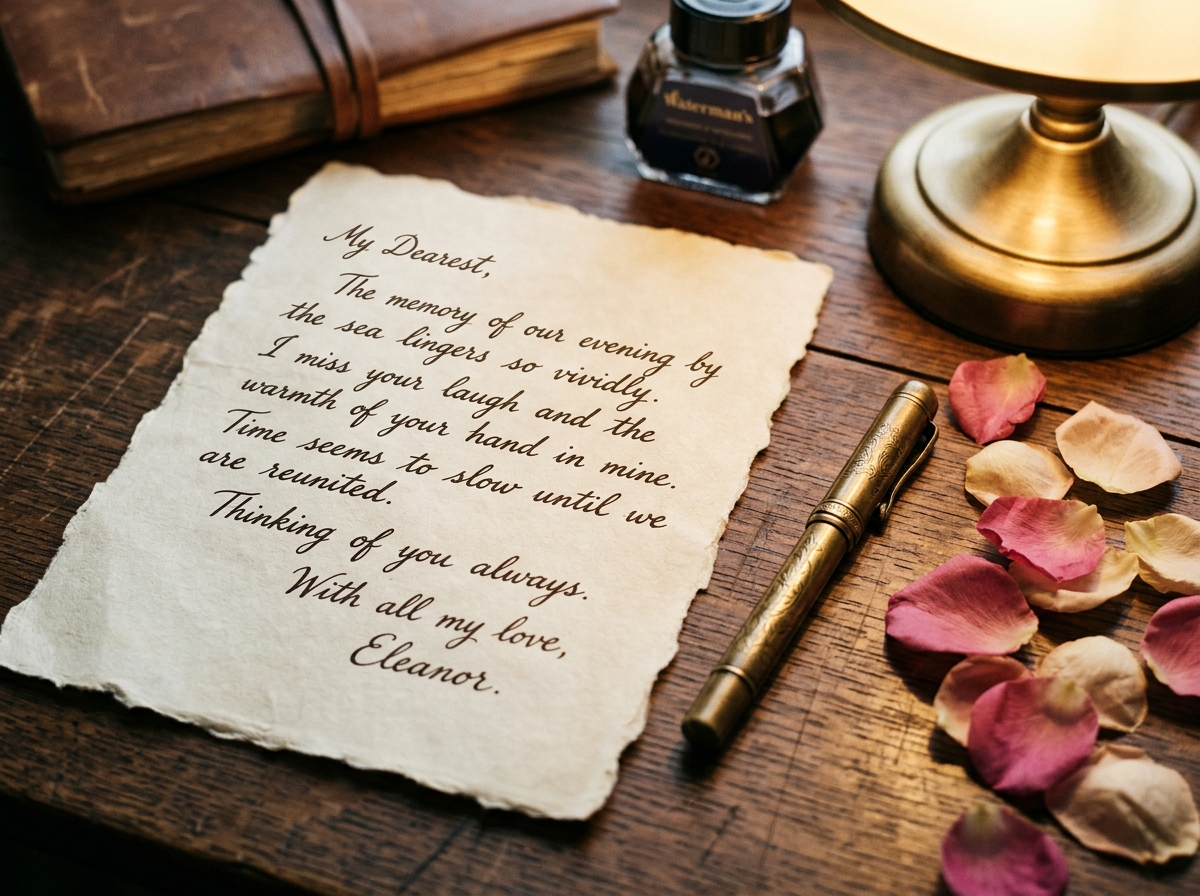 Waterman's
My Dearest,
The memory of our evening by
the sea lingers so vividly.
I miss your laugh and the
warmth of your hand in mine.
Time seems to slow until we
are reunited.
Thinking of you always.
With all my love,
Eleanor.